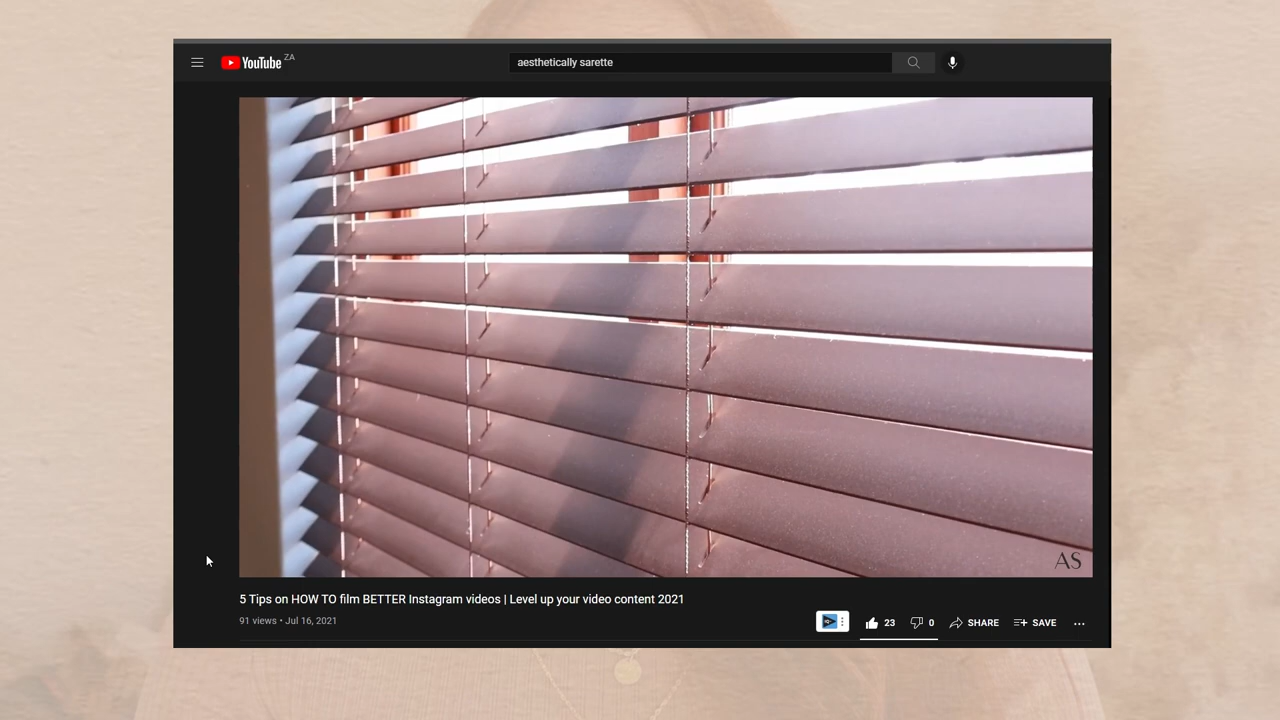 YouTube ZA
aesthetically sarette
AS
5 Tips on HOW TO film BETTER Instagram videos | Level up your video content 2021
91 views • Jul 16, 2021
23 0 SHARE SAVE